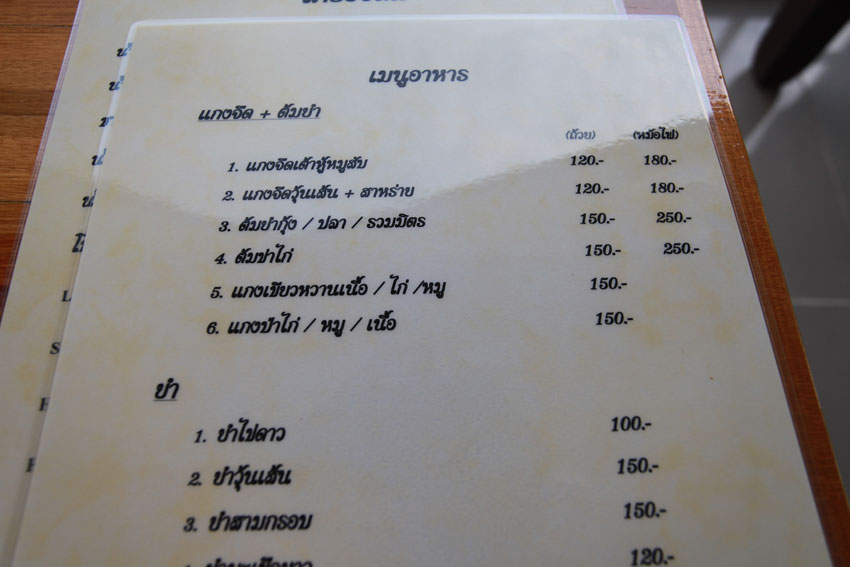 เมนูอาหาร
แกงจืด + ต้มยำ
(ถ้วย) (หม้อไฟ)
1. แกงจืดเต้าหู้หมูสับ 120.- 180.-
2. แกงจืดวุ้นเส้น + สาหร่าย 120.- 180.-
3. ต้มยำกุ้ง / ปลา / รวมมิตร 150.- 250.-
4. ต้มข่าไก่ 150.- 250.-
5. แกงเขียวหวานเนื้อ / ไก่ /หมู 150.-
6. แกงป่าไก่ / หมู / เนื้อ 150.-
ยำ
1. ยำไข่ดาว 100.-
2. ยำวุ้นเส้น 150.-
3. ยำสามกรอบ 150.-
120.-